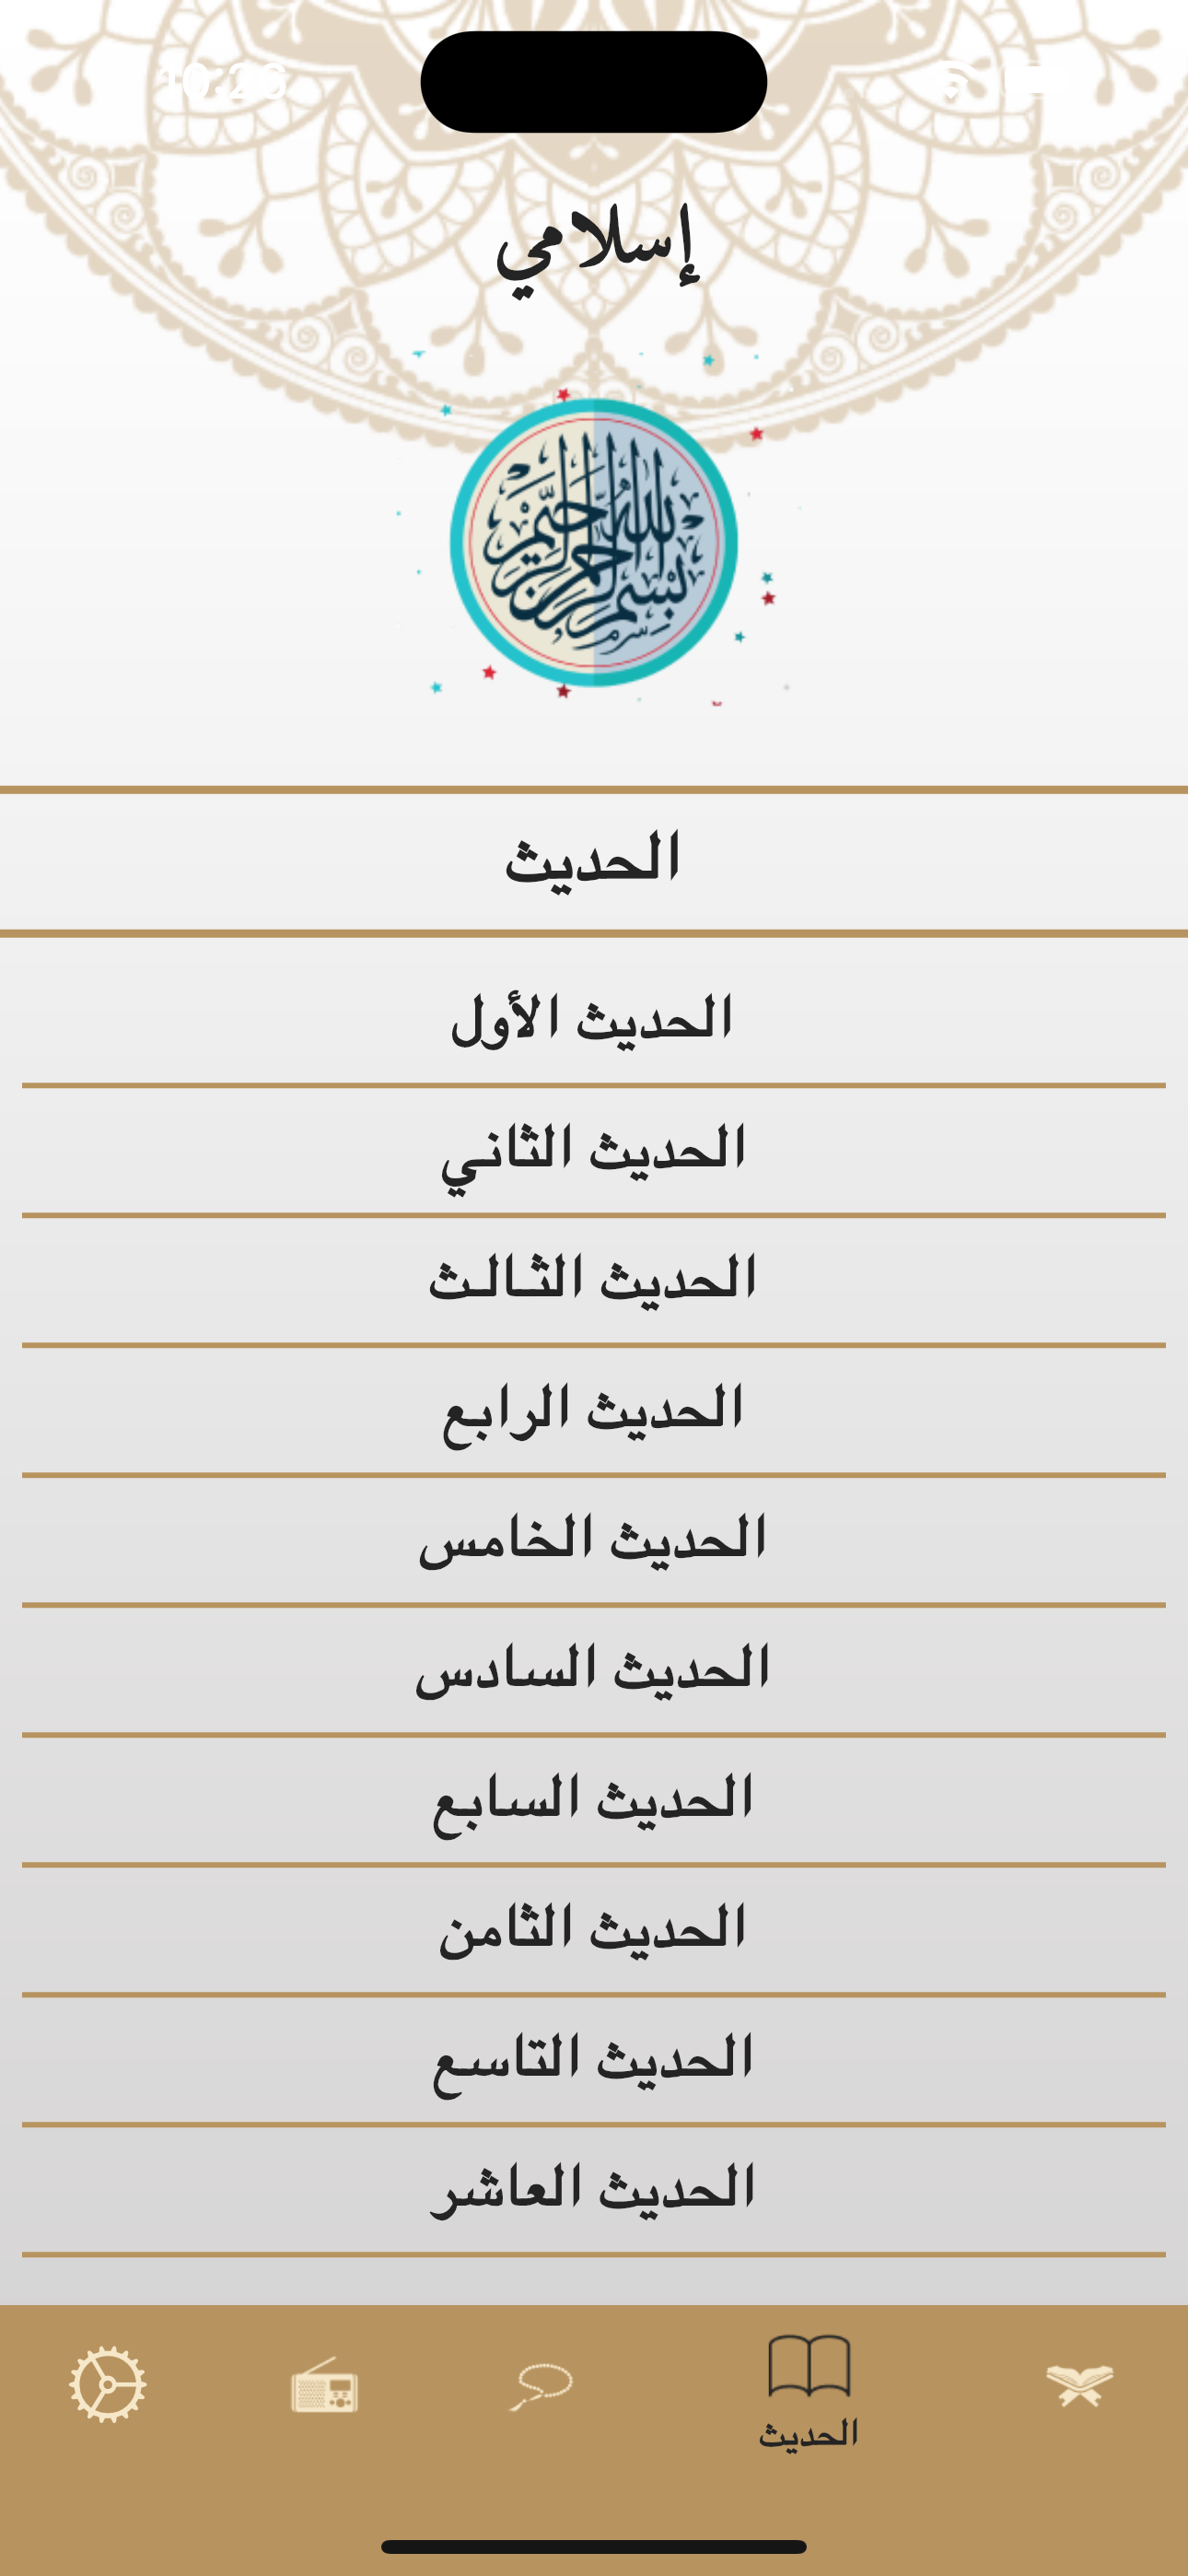 10:26
إسلامي
بسم الله الرحمن الرحيم
الحديث
الحديث الأول
الحديث الثاني
الحديث الثالث
الحديث الرابع
الحديث الخامس
الحديث السادس
الحديث السابع
الحديث الثامن
الحديث التاسع
الحديث العاشر
الحديث